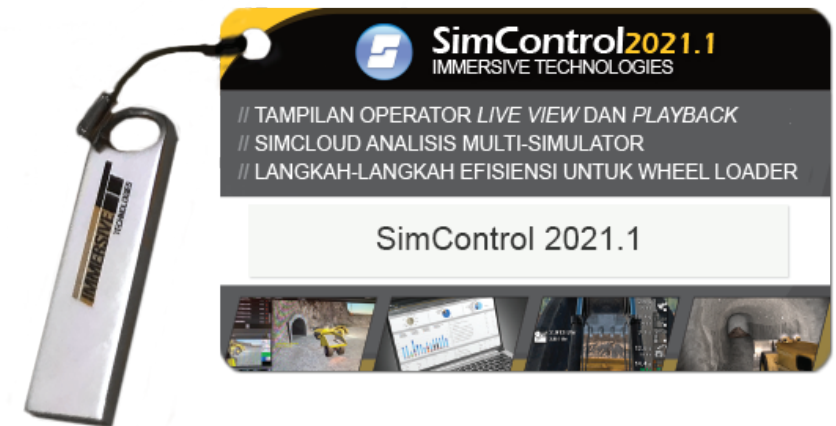 SimControl2021.1
IMMERSIVE TECHNOLOGIES
// TAMPILAN OPERATOR LIVE VIEW DAN PLAYBACK
// SIMCLOUD ANALISIS MULTI-SIMULATOR
// LANGKAH-LANGKAH EFISIENSI UNTUK WHEEL LOADER
SimControl 2021.1
IMMERSIVE
TECHNOLOGIES